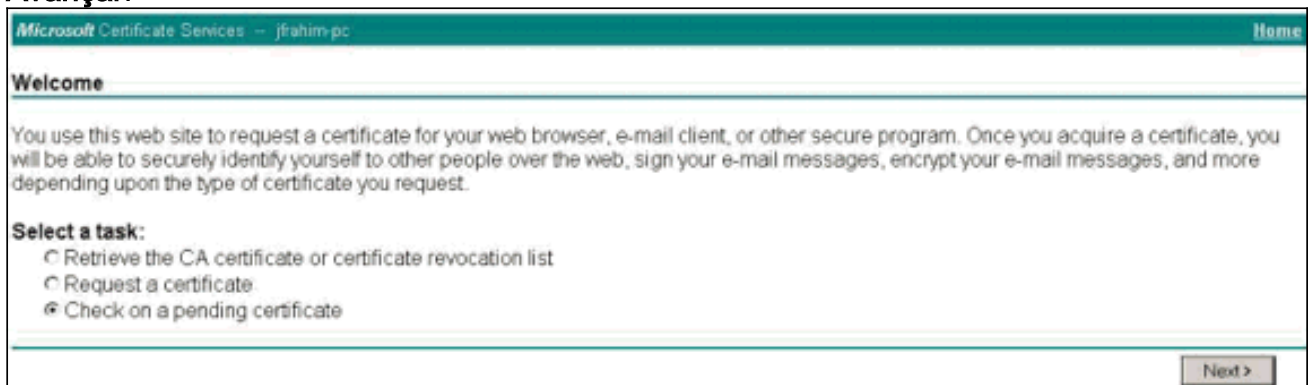 Microsoft Certificate Services -- jfrahim-pc Home
Welcome
You use this web site to request a certificate for your web browser, e-mail client, or other secure program. Once you acquire a certificate, you
will be able to securely identify yourself to other people over the web, sign your e-mail messages, encrypt your e-mail messages, and more
depending upon the type of certificate you request.
Select a task:
Retrieve the CA certificate or certificate revocation list
Request a certificate
Check on a pending certificate
Next >